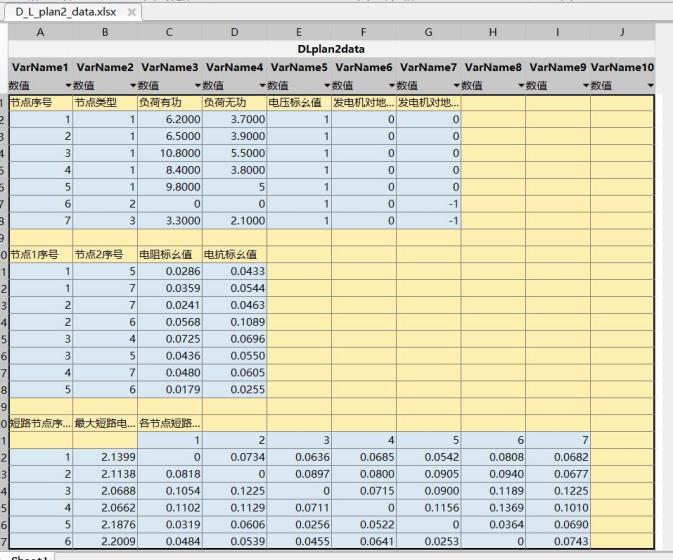 D_L_plan2_data.xlsx
A B C D E F G H I J
DLplan2data
VarName1 VarName2 VarName3 VarName4 VarName5 VarName6 VarName7 VarName8 VarName9 VarName10
数值 数值 数值 数值 数值 数值 数值 数值 数值 数值
1 节点序号 节点类型 负荷有功 负荷无功 电压标幺值 发电机对地... 发电机对地...
2 1 1 6.2000 3.7000 1 0 0
3 2 1 6.5000 3.9000 1 0 0
4 3 1 10.8000 5.5000 1 0 0
5 4 1 8.4000 3.8000 1 0 0
6 5 1 9.8000 5 1 0 0
7 6 2 0 0 1 0 -1
8 7 3 3.3000 2.1000 1 0 -1
9
0 节点1序号 节点2序号 电阻标幺值 电抗标幺值
1 1 5 0.0286 0.0433
2 1 7 0.0359 0.0544
3 2 7 0.0241 0.0463
4 2 6 0.0568 0.1089
5 3 4 0.0725 0.0696
6 3 5 0.0436 0.0550
7 4 7 0.0480 0.0605
8 5 6 0.0179 0.0255
9
0 短路节点序... 最大短路电... 各节点短路...
1 1 2 3 4 5 6 7
2 1 2.1399 0 0.0734 0.0636 0.0685 0.0542 0.0808 0.0682
3 2 2.1138 0.0818 0 0.0897 0.0800 0.0905 0.0940 0.0677
4 3 2.0688 0.1054 0.1225 0 0.0715 0.0900 0.1189 0.1225
5 4 2.0662 0.1102 0.1129 0.0711 0 0.1156 0.1369 0.1010
6 5 2.1876 0.0319 0.0606 0.0256 0.0522 0 0.0364 0.0690
7 6 2.2009 0.0484 0.0539 0.0455 0.0641 0.0253 0 0.0743
Sheet1